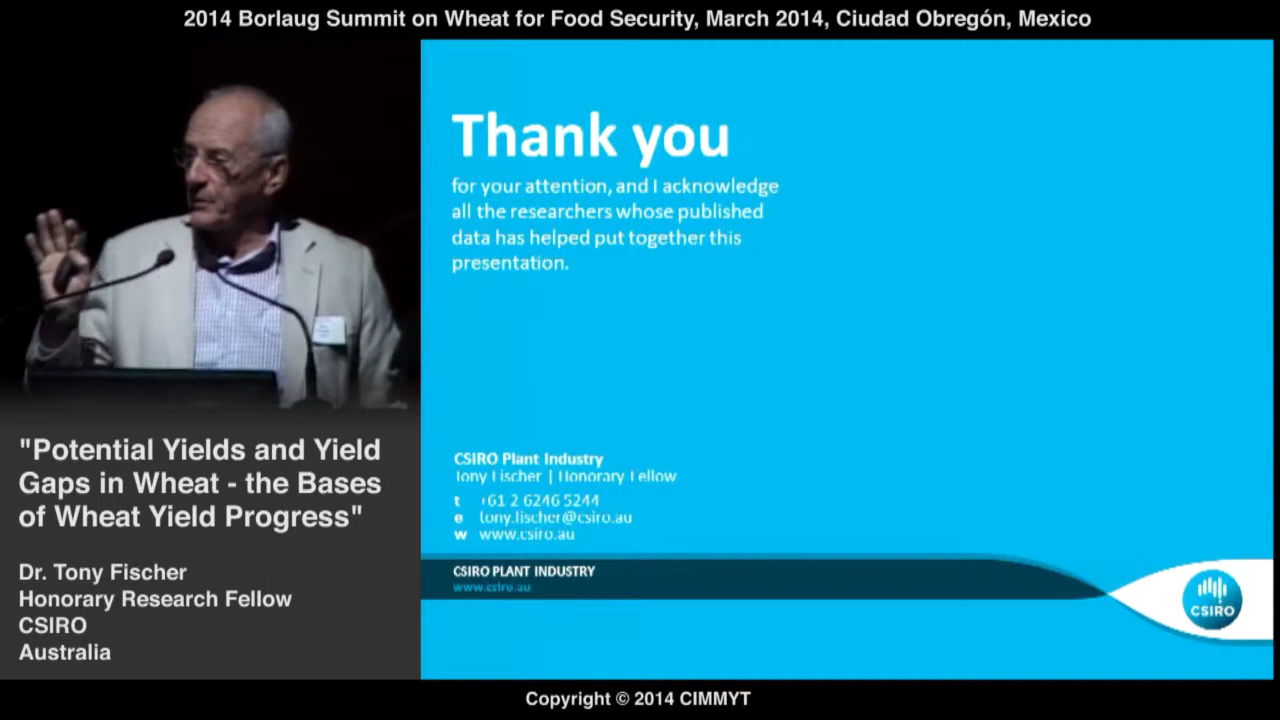 2014 Borlaug Summit on Wheat for Food Security, March 2014, Ciudad Obregón, Mexico
Thank you
for your attention, and I acknowledge
all the researchers whose published
data has helped put together this
presentation.
"Potential Yields and Yield
Gaps in Wheat - the Bases
of Wheat Yield Progress"
Dr. Tony Fischer
Honorary Research Fellow
CSIRO
Australia
CSIRO Plant Industry
Tony Fischer | Honorary Fellow
t +61 2 6246 5244
e tony.fischer@csiro.au
w www.csiro.au
CSIRO PLANT INDUSTRY
www.csiro.au
CSIRO
Copyright © 2014 CIMMYT